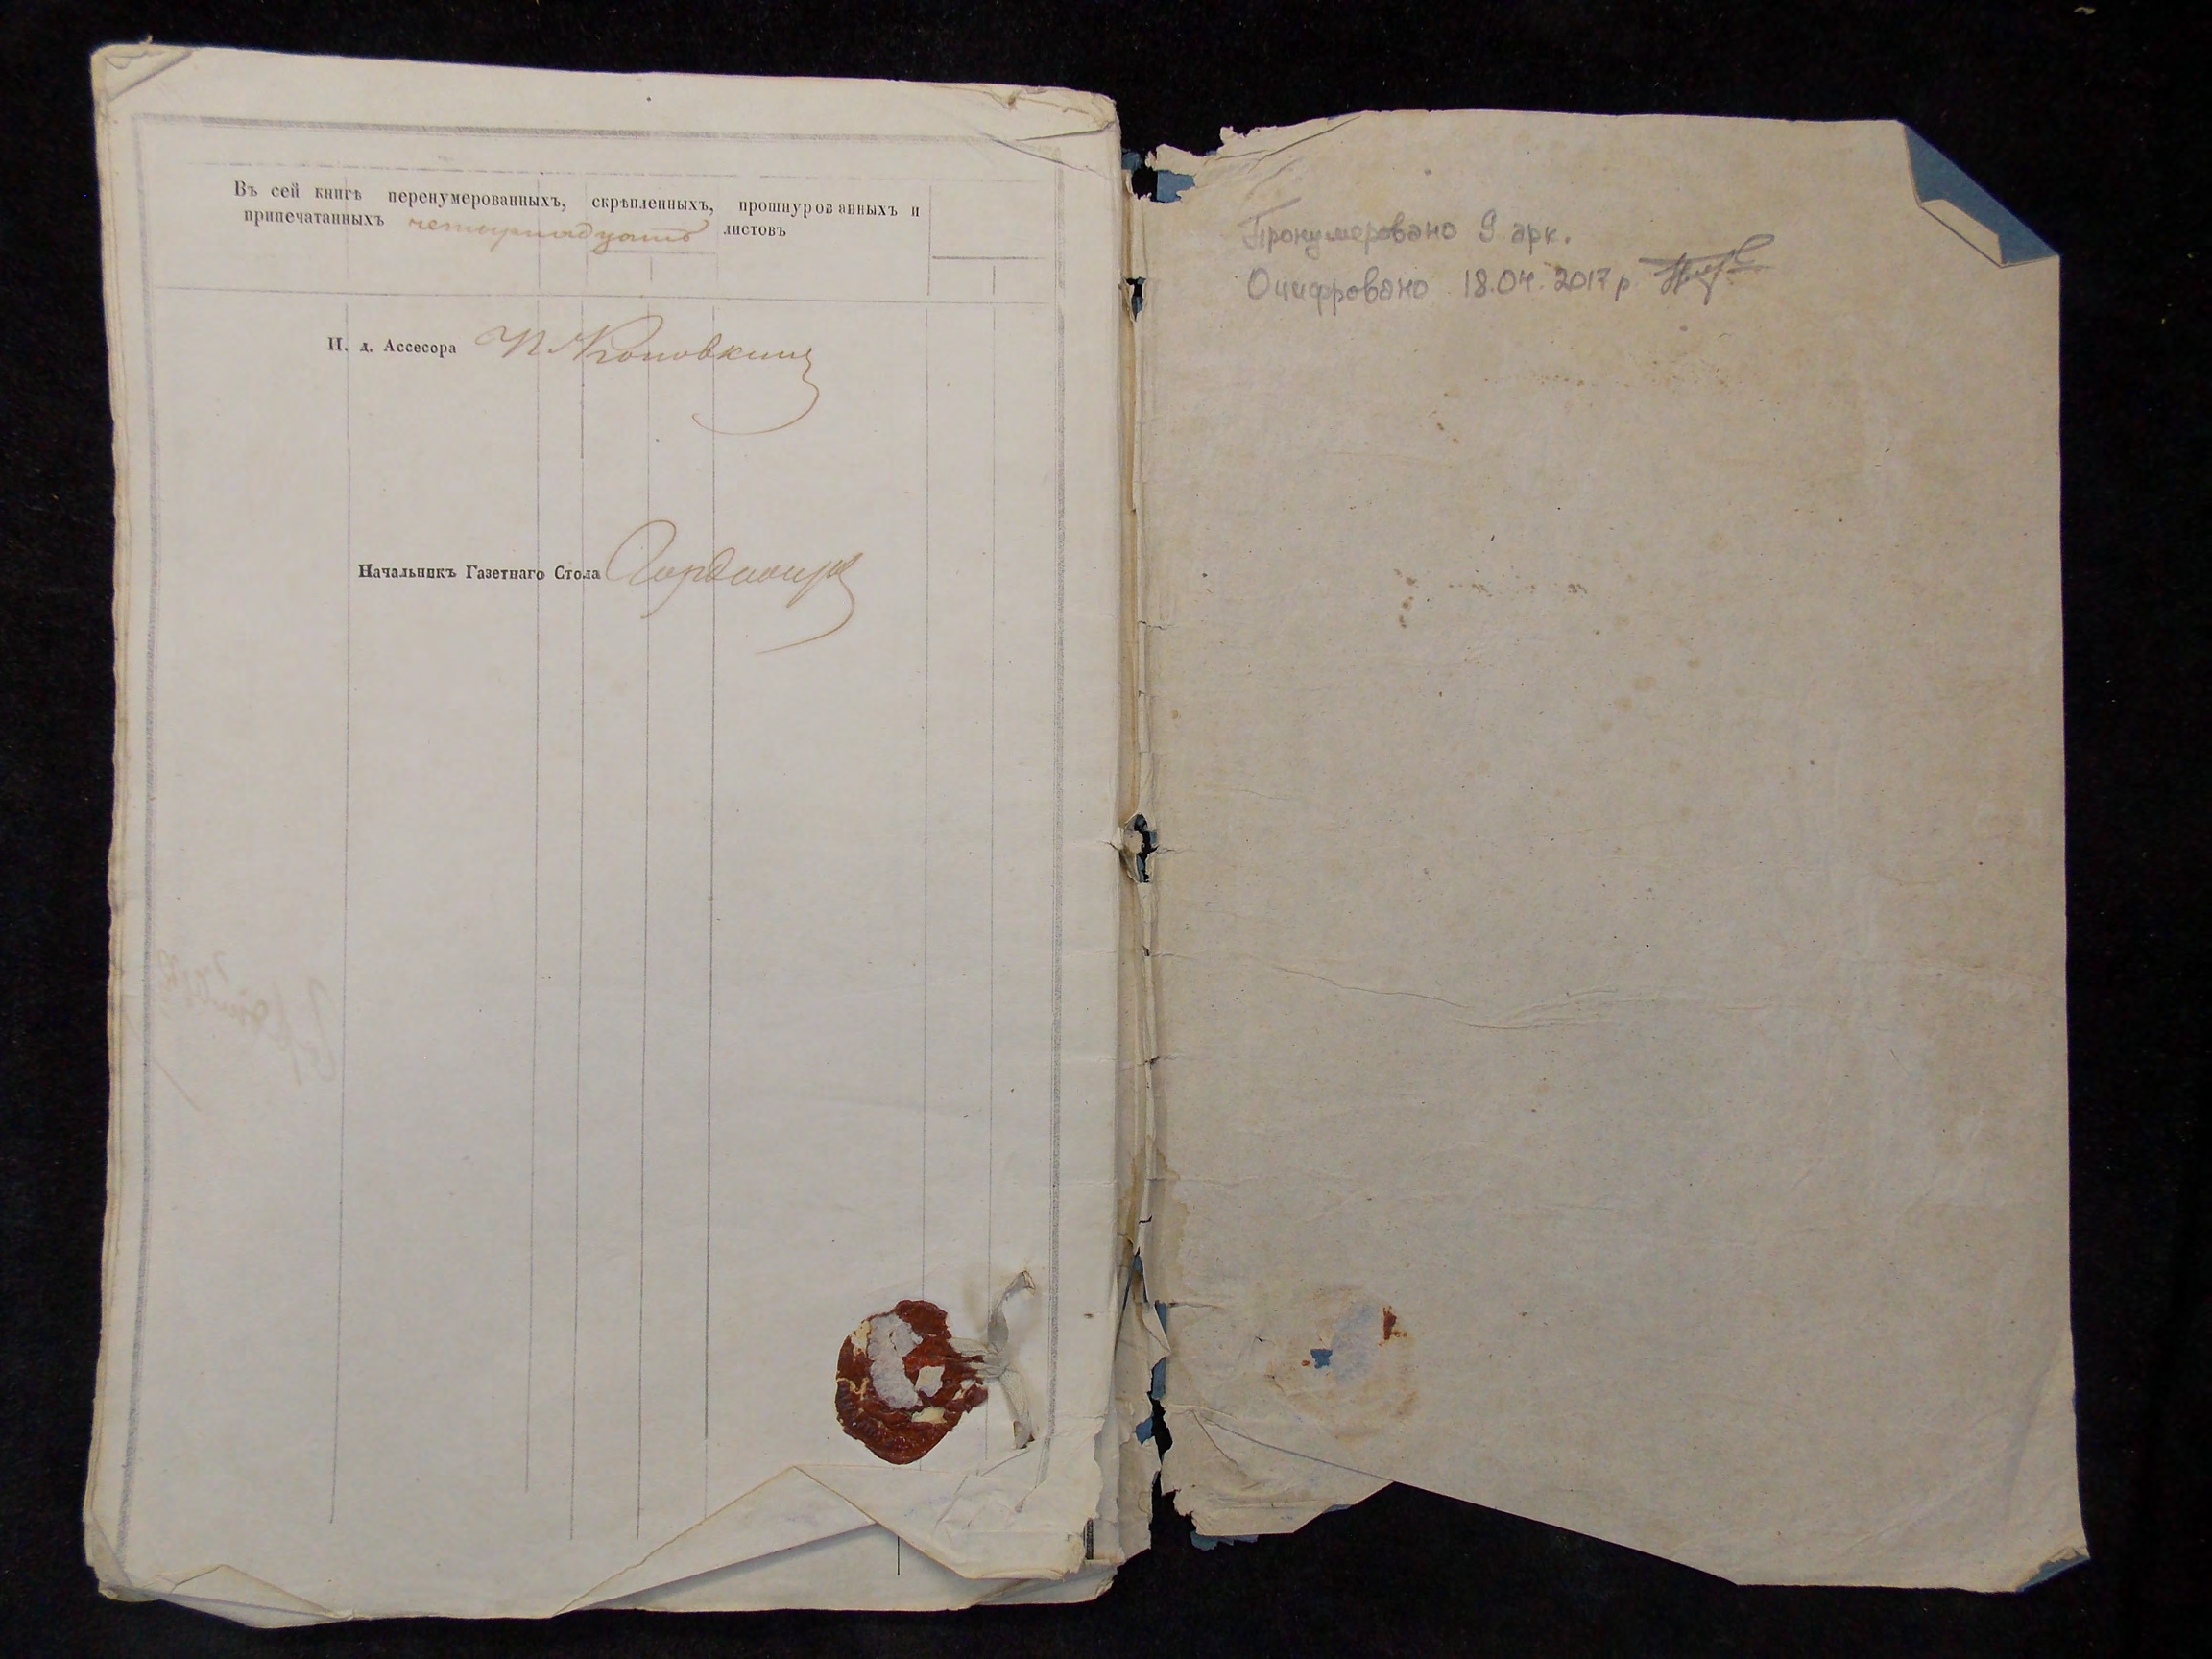 Въ сей книгѣ перенумерованныхъ, скрѣпленныхъ, прошнурованныхъ и
припечатанныхъ четырнадцать листовъ
И. д. Ассесора
Начальникъ Газетнаго Стола
Пронумеровано 9 арк.
Оцифровано 18.04.2017 р